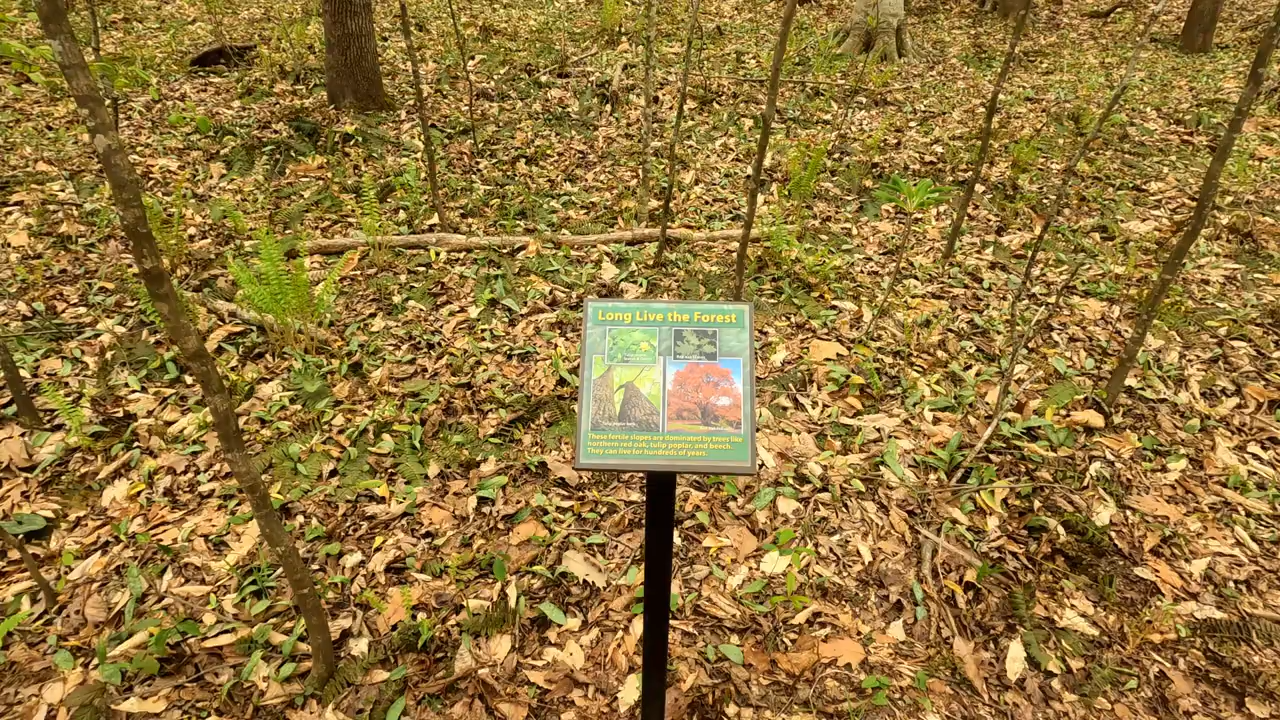 Long Live the Forest
These fertile slopes are dominated by trees like
northern red oak, tulip poplar, and beech.
They can live for hundreds of years.